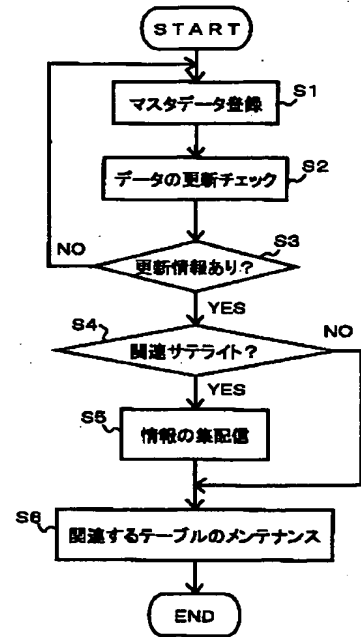 START
S1
マスタデータ登録
S2
データの更新チェック
S3
NO
更新情報あり?
YES
S4
NO
関連サテライト?
YES
S5
情報の集配信
S6
関連するテーブルのメンテナンス
END